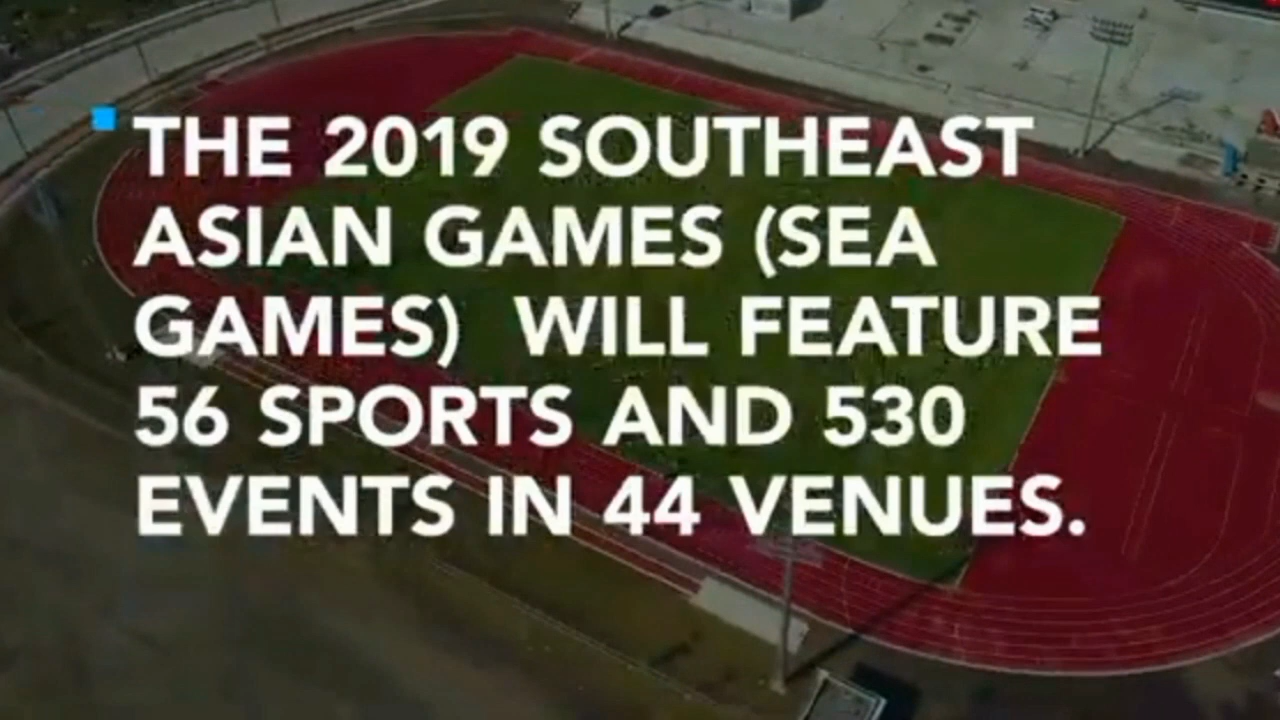 THE 2019 SOUTHEAST
ASIAN GAMES (SEA
GAMES) WILL FEATURE
56 SPORTS AND 530
EVENTS IN 44 VENUES.